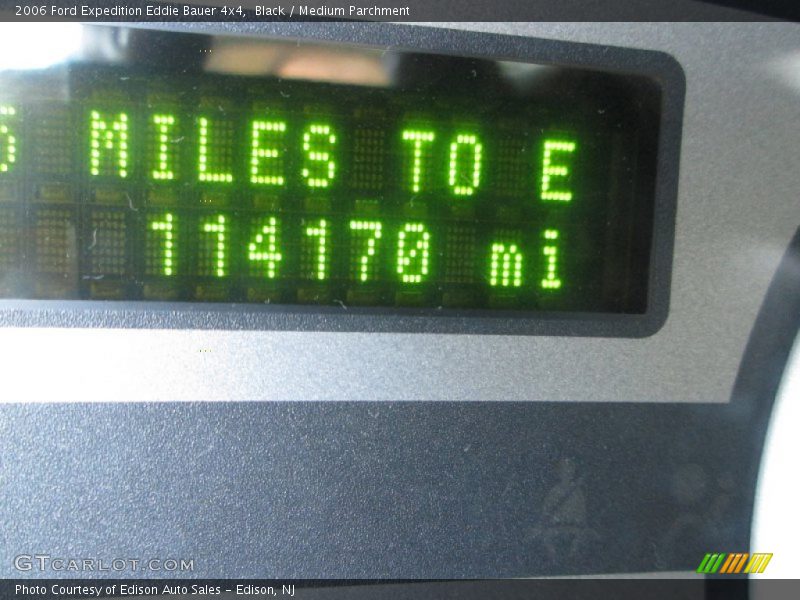 2006 Ford Expedition Eddie Bauer 4x4, Black / Medium Parchment
MILES TO E
114170 mi
GTCARLOT.COM
Photo Courtesy of Edison Auto Sales - Edison, NJ